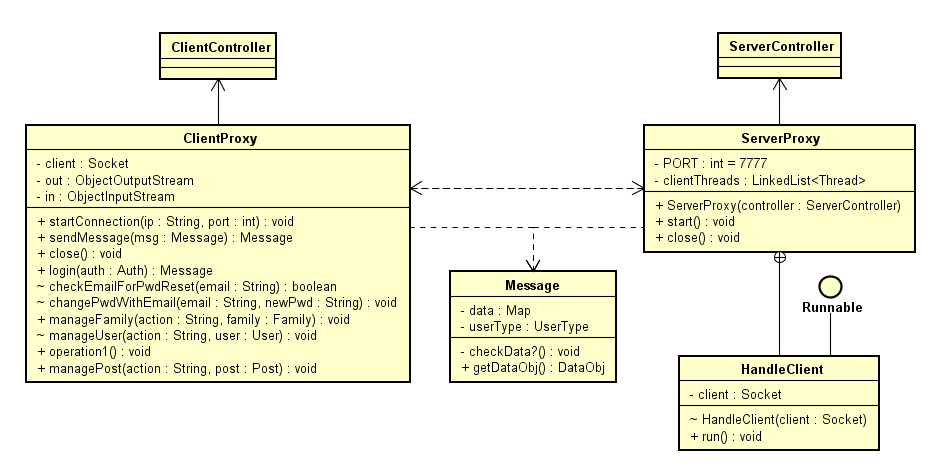 ClientController
ServerController
ClientProxy
- client : Socket
- out : ObjectOutputStream
- in : ObjectInputStream
+ startConnection(ip : String, port : int) : void
+ sendMessage(msg : Message) : Message
+ close() : void
+ login(auth : Auth) : Message
~ checkEmailForPwdReset(email : String) : boolean
~ changePwdWithEmail(email : String, newPwd : String) : void
+ manageFamily(action : String, family : Family) : void
~ manageUser(action : String, user : User) : void
+ operation1() : void
+ managePost(action : String, post : Post) : void
ServerProxy
- PORT : int = 7777
- clientThreads : LinkedList<Thread>
+ ServerProxy(controller : ServerController)
+ start() : void
+ close() : void
Message
- data : Map
- userType : UserType
- checkData?() : void
+ getDataObj() : DataObj
Runnable
HandleClient
- client : Socket
~ HandleClient(client : Socket)
+ run() : void